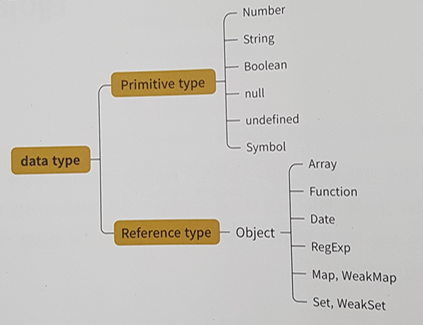 data type
Primitive type
Number
String
Boolean
null
undefined
Symbol
Reference type
Object
Array
Function
Date
RegExp
Map, WeakMap
Set, WeakSet